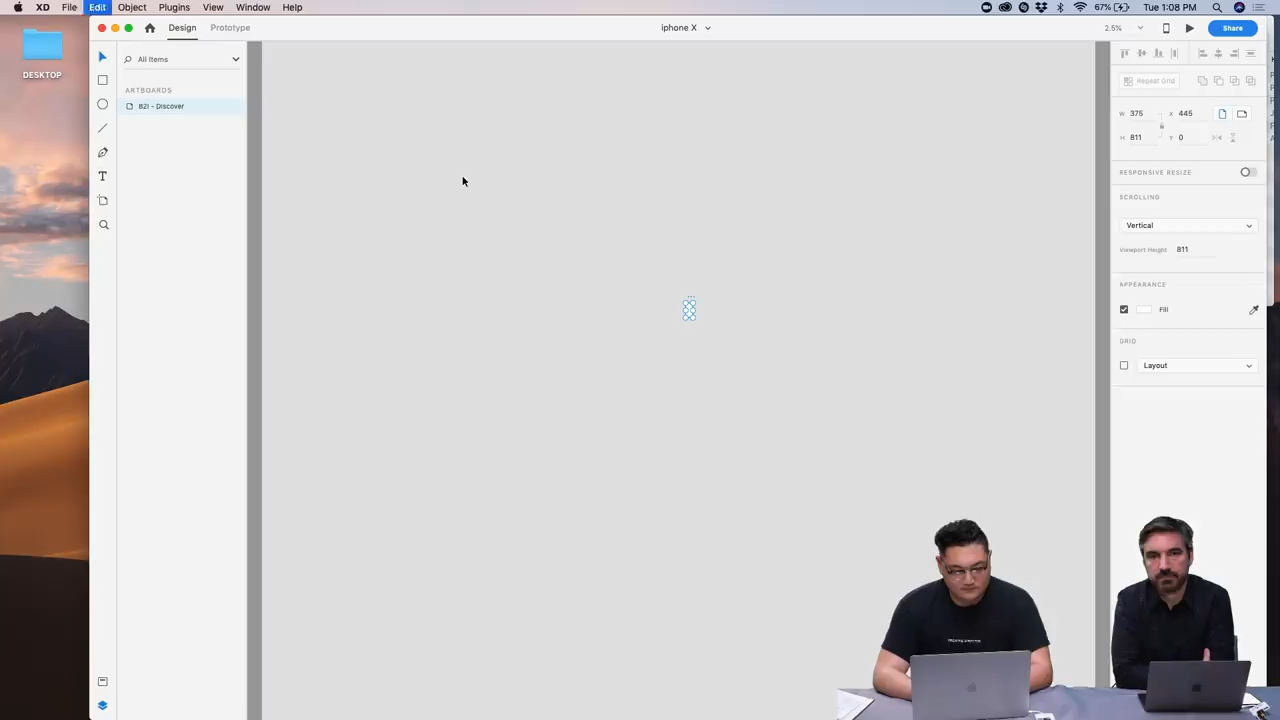 XD File Edit Object Plugins View Window Help
67% Tue 1:08 PM
DESKTOP
Design Prototype
iphone X
2.5%
Share
All Items
ARTBOARDS
B2I - Discover
Repeat Grid
W 375 X 445
H 811 Y 0
RESPONSIVE RESIZE
SCROLLING
Vertical
Viewport Height 811
APPEARANCE
Fill
GRID
Layout